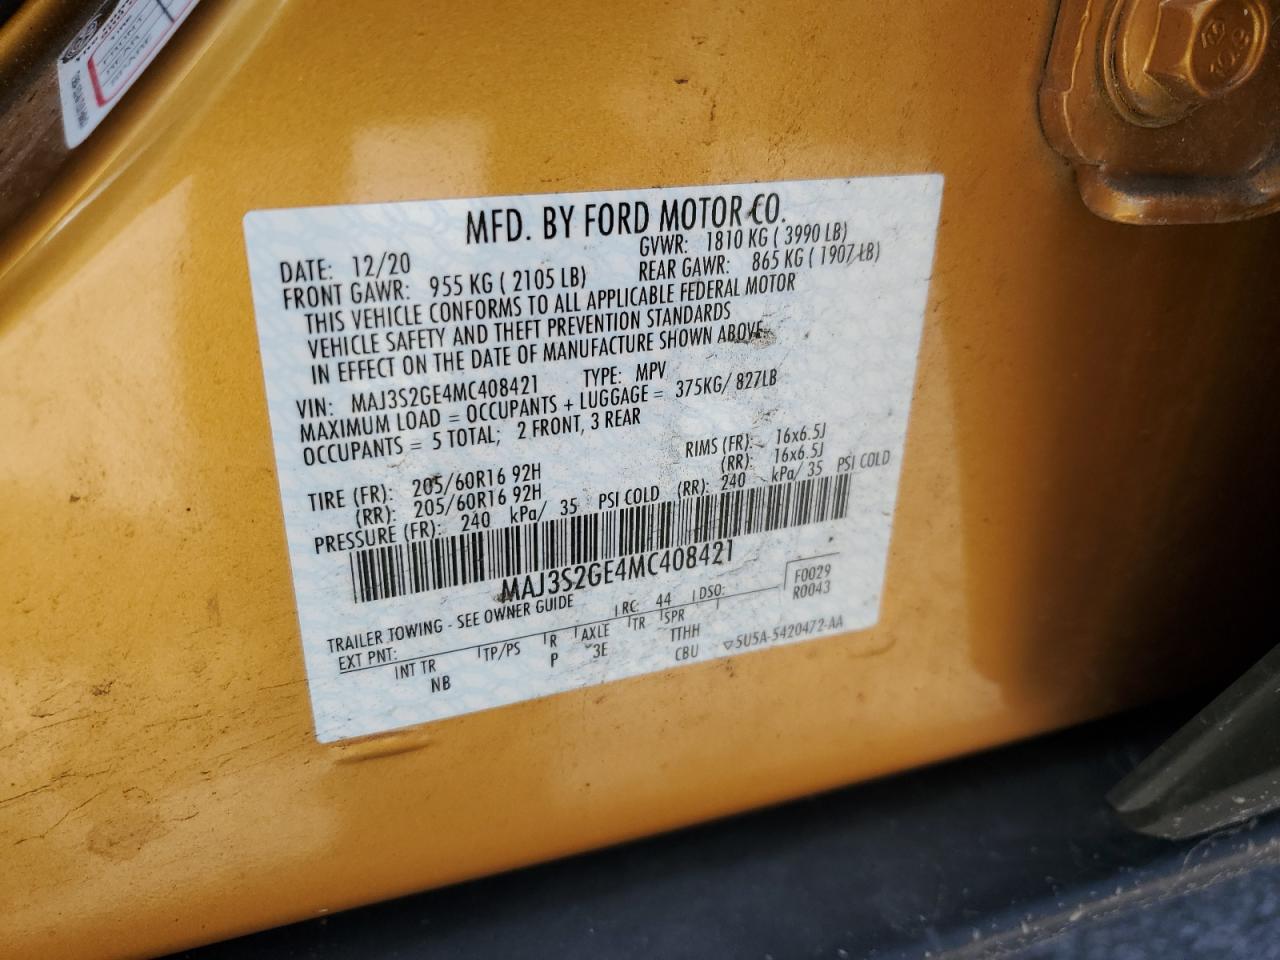 MFD. BY FORD MOTOR CO.
DATE: 12/20 GVWR: 1810 KG ( 3990 LB)
FRONT GAWR: 955 KG ( 2105 LB) REAR GAWR: 865 KG ( 1907 LB)
THIS VEHICLE CONFORMS TO ALL APPLICABLE FEDERAL MOTOR
VEHICLE SAFETY AND THEFT PREVENTION STANDARDS
IN EFFECT ON THE DATE OF MANUFACTURE SHOWN ABOVE.
VIN: MAJ3S2GE4MC408421 TYPE: MPV
MAXIMUM LOAD = OCCUPANTS + LUGGAGE = 375KG/ 827LB
OCCUPANTS = 5 TOTAL; 2 FRONT, 3 REAR
TIRE (FR): 205/60R16 92H RIMS (FR): 16x6.5J
(RR): 205/60R16 92H (RR): 16x6.5J
PRESSURE (FR): 240 kPa/ 35 PSI COLD (RR): 240 kPa/ 35 PSI COLD
MAJ3S2GE4MC408421
TRAILER TOWING - SEE OWNER GUIDE
F0029
R0043
EXT PNT: RC: 44 DSO:
INT TR TP/PS R AXLE TR SPR
NB P 3E TTHH
CBU ▽5U5A-5420472-AA
10.9